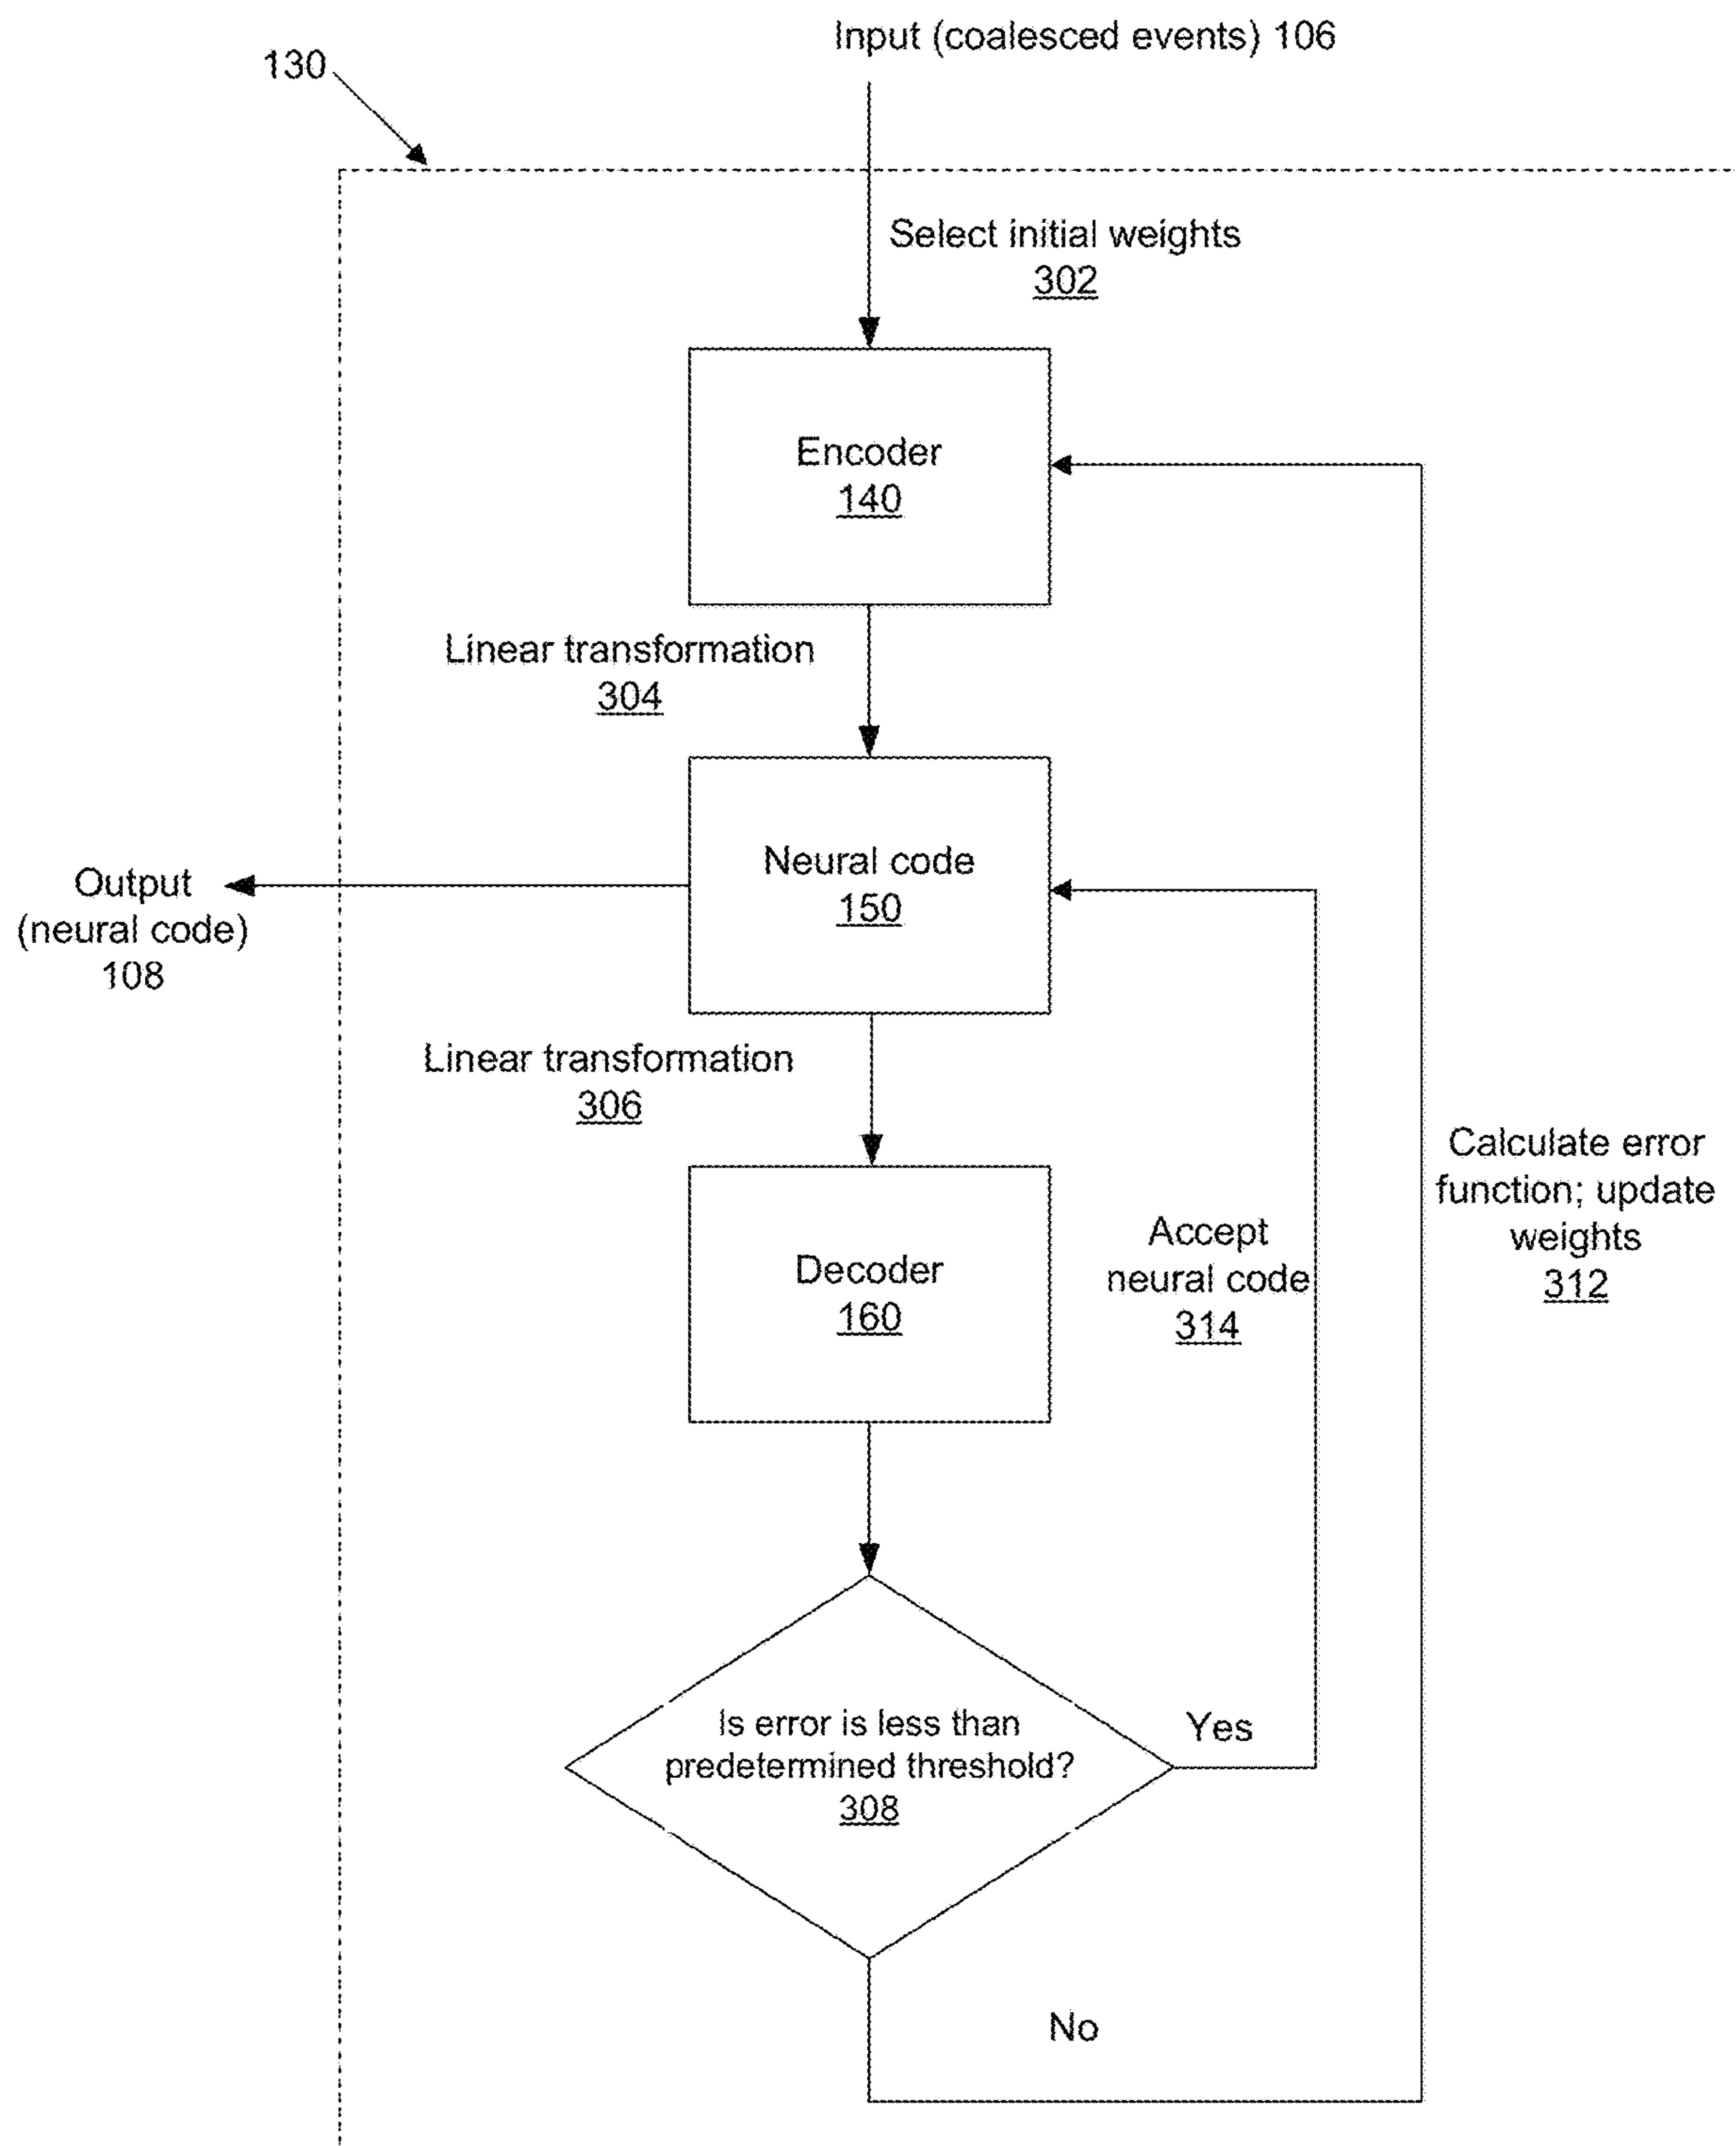 Input (coalesced events) 106
130
Select initial weights
302
Encoder
140
Linear transformation
304
Neural code
150
Output
(neural code)
108
Linear transformation
306
Calculate error
function; update
weights
312
Accept
neural code
314
Decoder
160
Is error is less than
predetermined threshold?
308
Yes
No